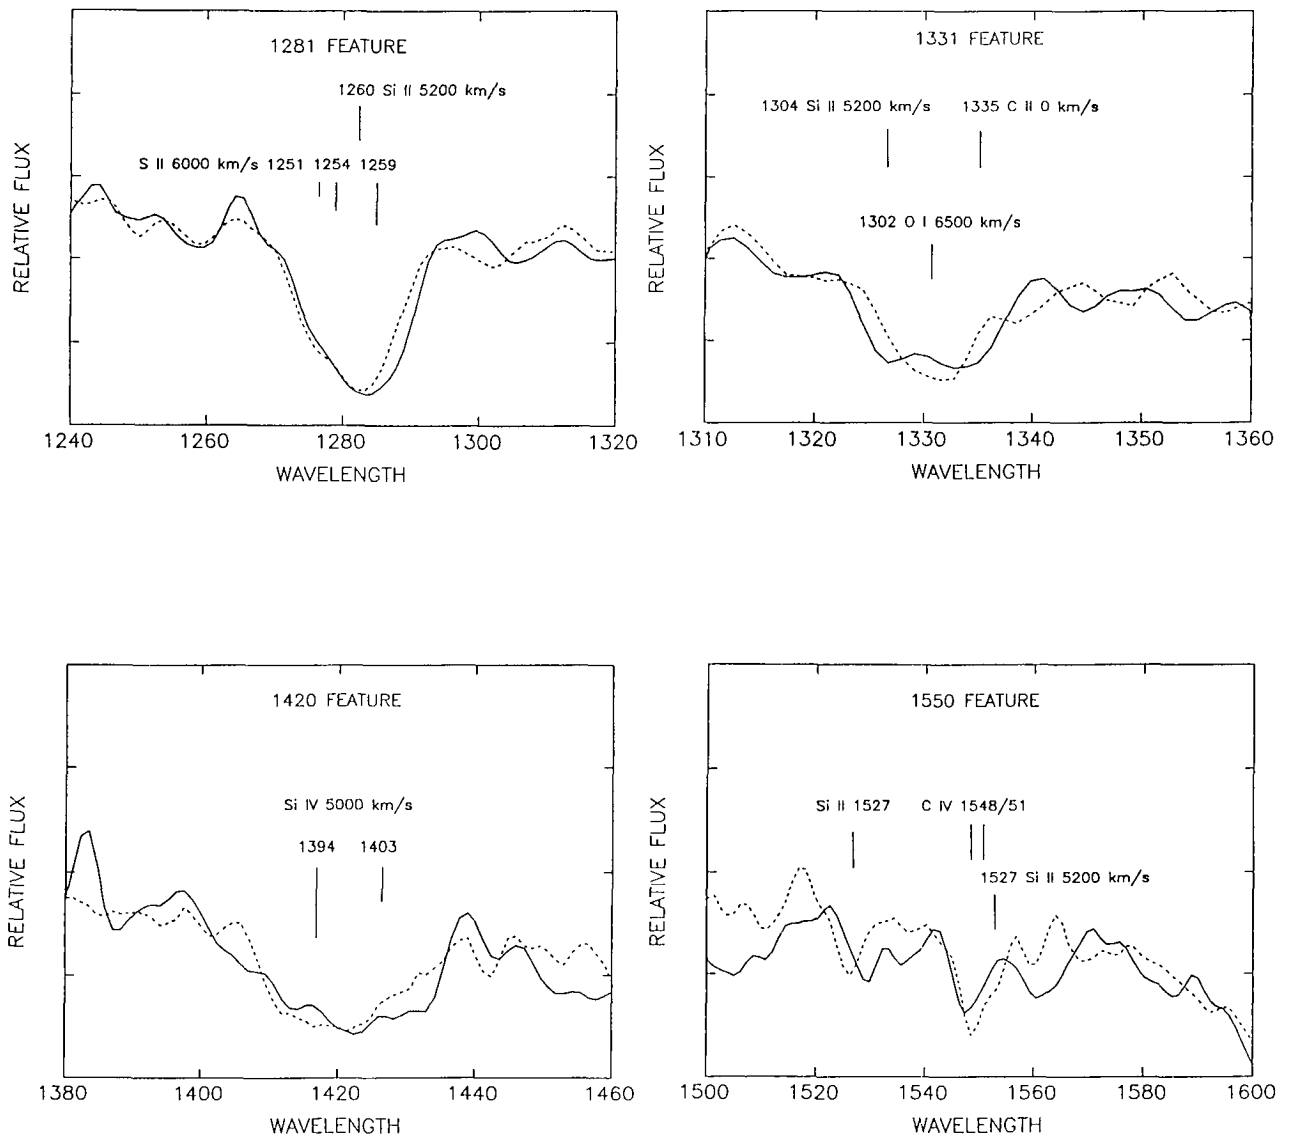 1281 FEATURE
1260 Si II 5200 km/s
S II 6000 km/s 1251 1254 1259
RELATIVE FLUX
1240 1260 1280 1300 1320
WAVELENGTH
1331 FEATURE
1304 Si II 5200 km/s 1335 C II 0 km/s
1302 O I 6500 km/s
RELATIVE FLUX
1310 1320 1330 1340 1350 1360
WAVELENGTH
1420 FEATURE
Si IV 5000 km/s
1394 1403
RELATIVE FLUX
1380 1400 1420 1440 1460
WAVELENGTH
1550 FEATURE
Si II 1527 C IV 1548/51
1527 Si II 5200 km/s
RELATIVE FLUX
1500 1520 1540 1560 1580 1600
WAVELENGTH